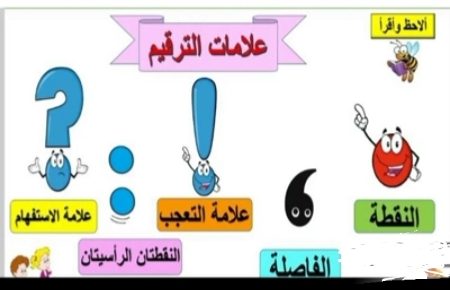 ألاحظ وأقرأ
علامات الترقيم
النقطة
علامة التعجب
علامة الاستفهام
النقطتان الرأسيتان
الفاصلة